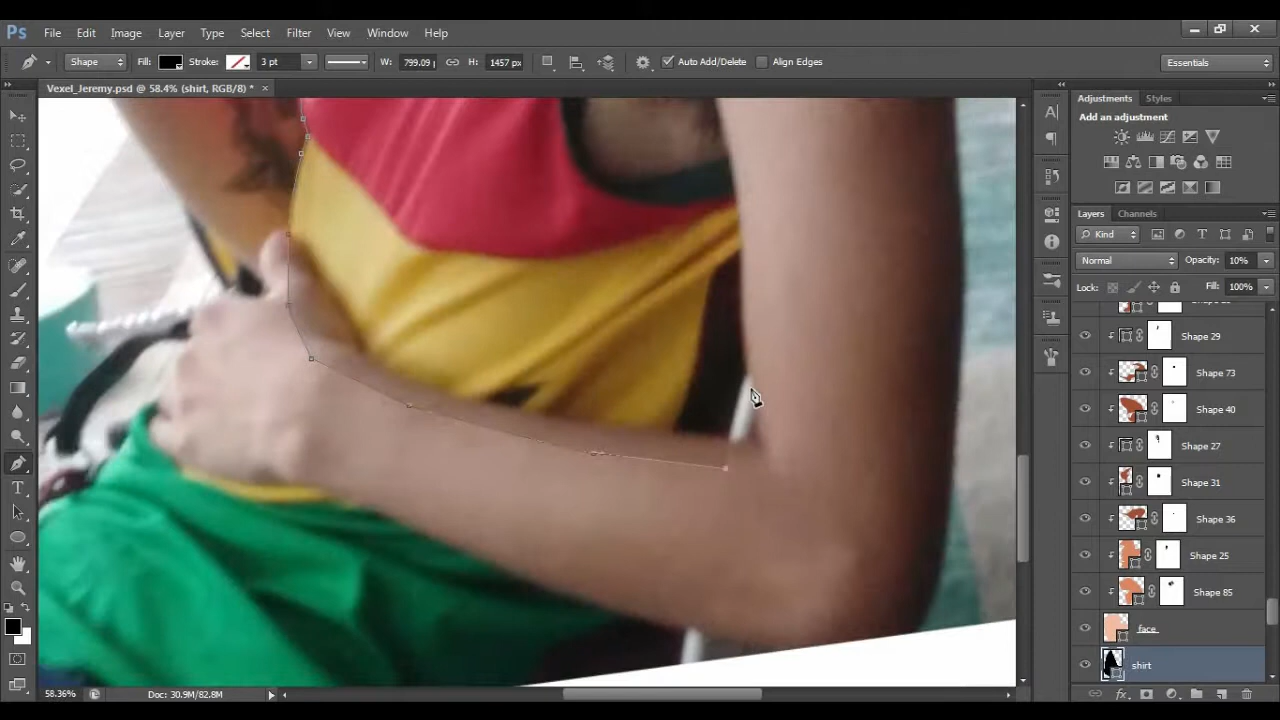 Ps File Edit Image Layer Type Select Filter View Window Help
Shape Fill: Stroke: 3 pt W: 799.09 H: 1457 px Auto Add/Delete Align Edges Essentials
Vexel_Jeremy.psd @ 58.4% (shirt, RGB/8) * ×
Adjustments Styles
Add an adjustment
Layers Channels
Kind
Normal Opacity: 10%
Lock: Fill: 100%
Shape 29
Shape 73
Shape 40
Shape 27
Shape 31
Shape 36
Shape 25
Shape 85
face
shirt
58.36% Doc: 30.9M/82.8M